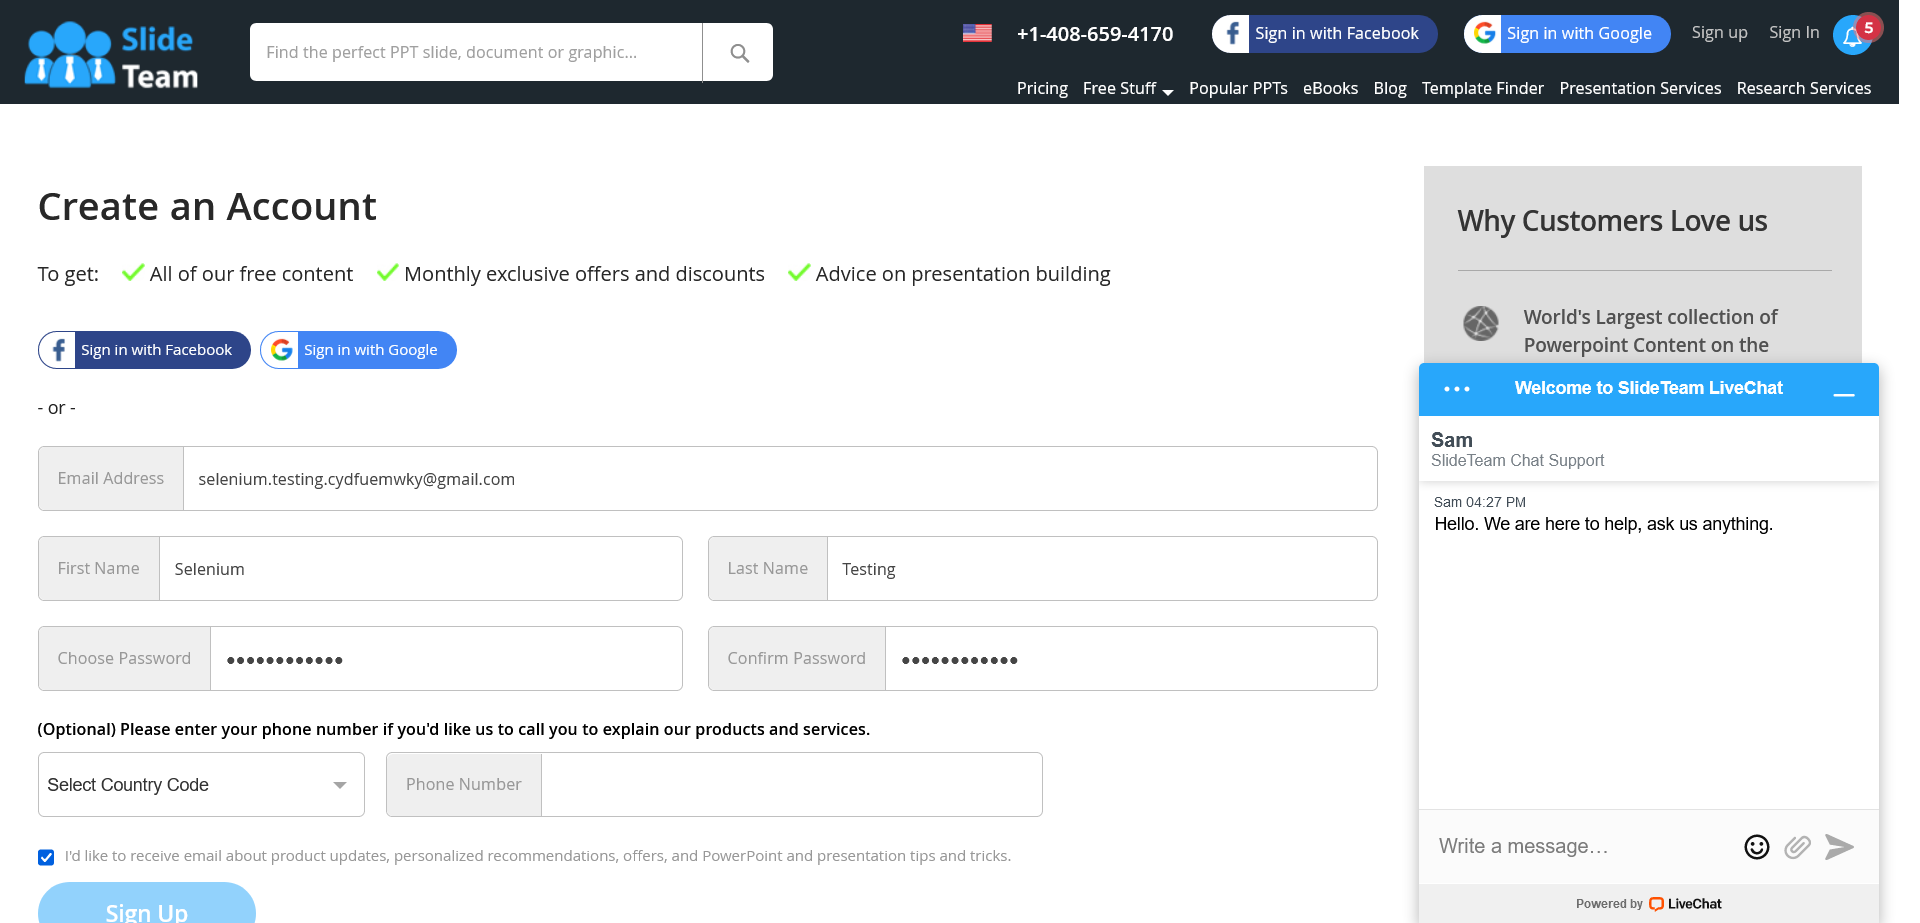 Slide
Team
Find the perfect PPT slide, document or graphic...
+1-408-659-4170
Sign in with Facebook
Sign in with Google
Sign up
Sign In
5
Pricing
Free Stuff
Popular PPTs
eBooks
Blog
Template Finder
Presentation Services
Research Services
Create an Account
To get:
All of our free content
Monthly exclusive offers and discounts
Advice on presentation building
Sign in with Facebook
Sign in with Google
- or -
Email Address
selenium.testing.cydfuemwky@gmail.com
First Name
Selenium
Last Name
Testing
Choose Password
••••••••••••
Confirm Password
••••••••••••
(Optional) Please enter your phone number if you'd like us to call you to explain our products and services.
Select Country Code
Phone Number
I'd like to receive email about product updates, personalized recommendations, offers, and PowerPoint and presentation tips and tricks.
Sign Up
Why Customers Love us
World's Largest collection of
Powerpoint Content on the
Welcome to SlideTeam LiveChat
Sam
SlideTeam Chat Support
Sam 04:27 PM
Hello. We are here to help, ask us anything.
Write a message…
Powered by LiveChat